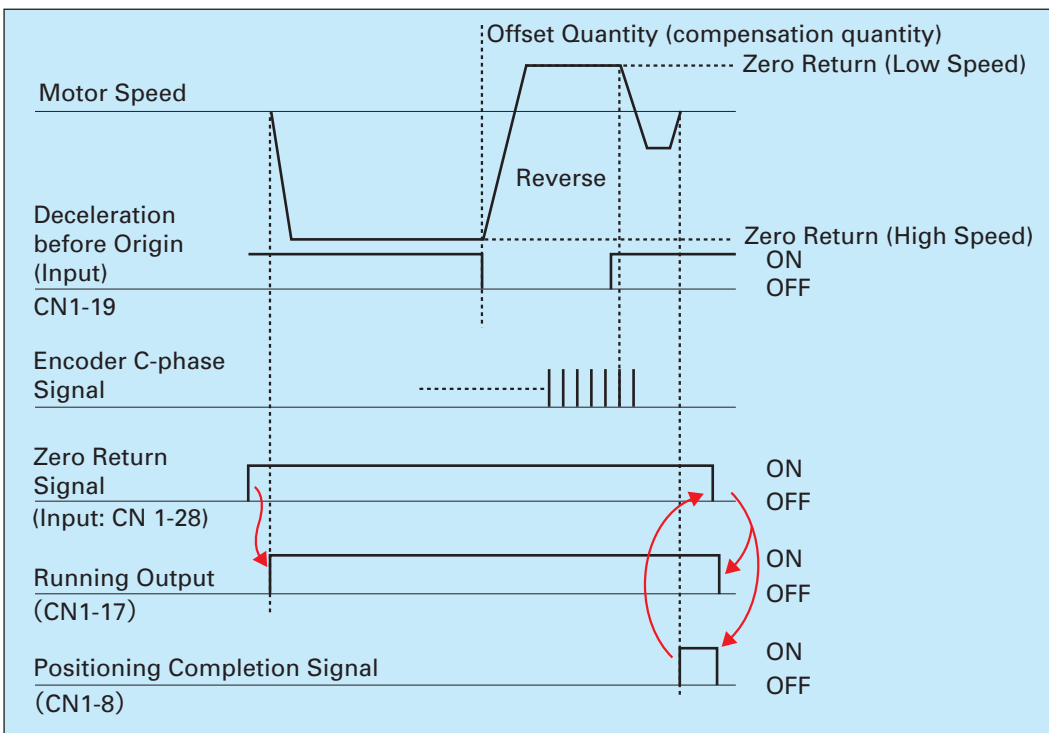 Offset Quantity (compensation quantity)
Zero Return (Low Speed)
Motor Speed
Reverse
Deceleration
before Origin
(Input)
CN1-19
Zero Return (High Speed)
ON
OFF
Encoder C-phase
Signal
Zero Return
Signal
(Input: CN 1-28)
ON
OFF
Running Output
（CN1-17）
ON
OFF
Positioning Completion Signal
（CN1-8）
ON
OFF